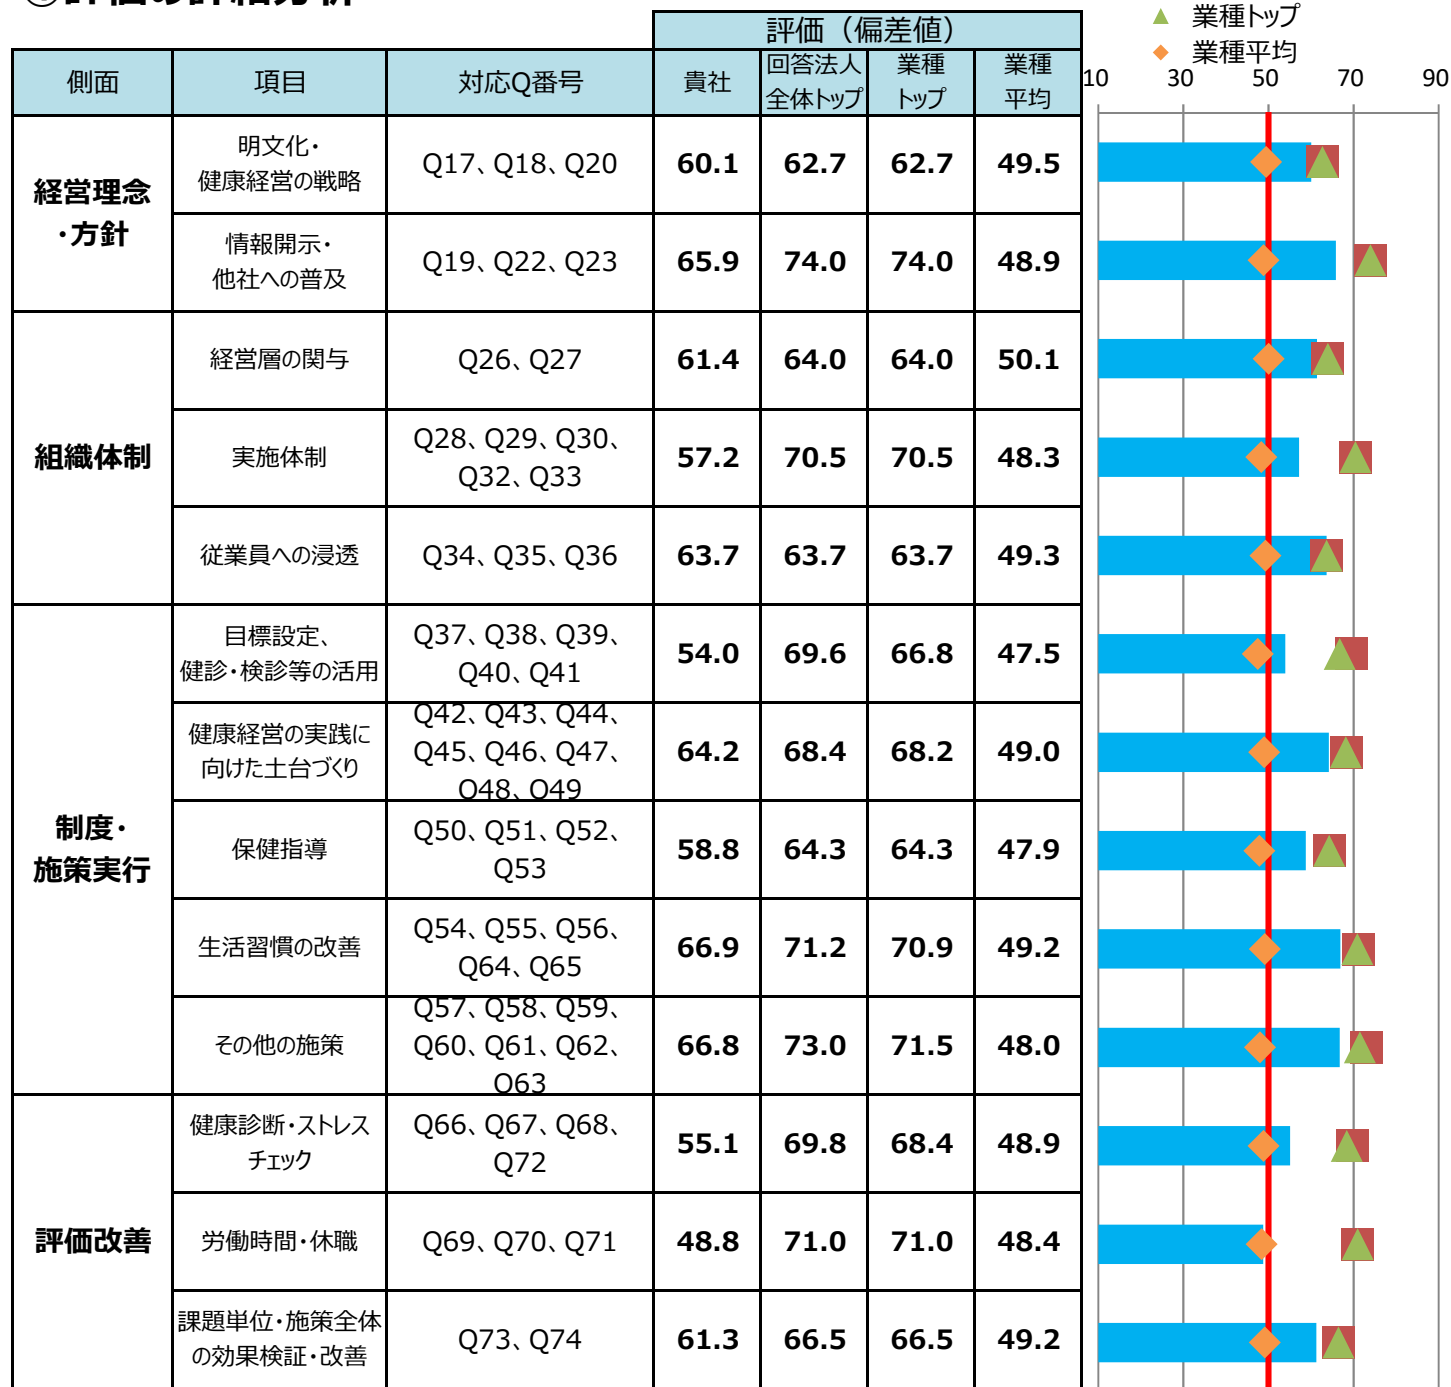 評価の詳細分析
▲ 業種トップ
◆ 業種平均
評価（偏差値）
側面 項目 対応Q番号 貴社 回答法人全体トップ 業種トップ 業種平均
10 30 50 70 90
経営理念・方針
明文化・健康経営の戦略 Q17、Q18、Q20 60.1 62.7 62.7 49.5
情報開示・他社への普及 Q19、Q22、Q23 65.9 74.0 74.0 48.9
組織体制
経営層の関与 Q26、Q27 61.4 64.0 64.0 50.1
実施体制 Q28、Q29、Q30、Q32、Q33 57.2 70.5 70.5 48.3
従業員への浸透 Q34、Q35、Q36 63.7 63.7 63.7 49.3
制度・施策実行
目標設定、健診・検診等の活用 Q37、Q38、Q39、Q40、Q41 54.0 69.6 66.8 47.5
健康経営の実践に向けた土台づくり Q42、Q43、Q44、Q45、Q46、Q47、Q48、Q49 64.2 68.4 68.2 49.0
保健指導 Q50、Q51、Q52、Q53 58.8 64.3 64.3 47.9
生活習慣の改善 Q54、Q55、Q56、Q64、Q65 66.9 71.2 70.9 49.2
その他の施策 Q57、Q58、Q59、Q60、Q61、Q62、Q63 66.8 73.0 71.5 48.0
評価改善
健康診断・ストレスチェック Q66、Q67、Q68、Q72 55.1 69.8 68.4 48.9
労働時間・休職 Q69、Q70、Q71 48.8 71.0 71.0 48.4
課題単位・施策全体の効果検証・改善 Q73、Q74 61.3 66.5 66.5 49.2